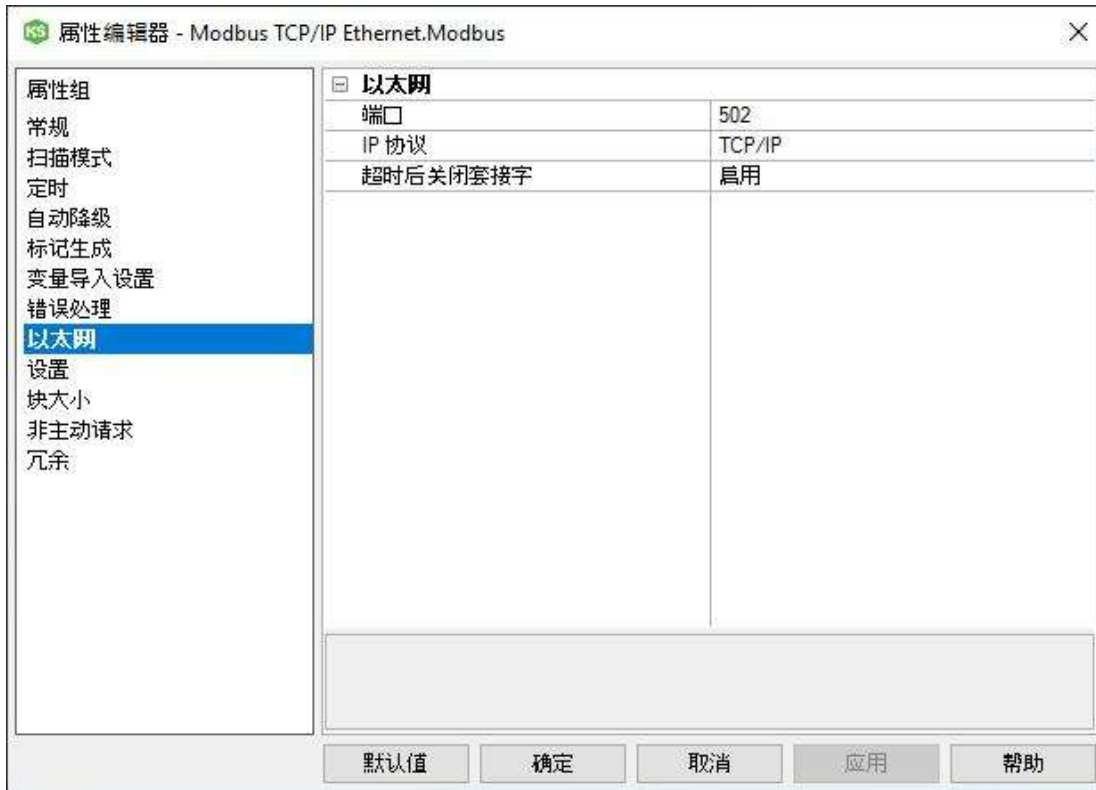 KS 属性编辑器 - Modbus TCP/IP Ethernet.Modbus
属性组
常规
扫描模式
定时
自动降级
标记生成
变量导入设置
错误处理
以太网
设置
块大小
非主动请求
冗余
以太网
端口 502
IP 协议 TCP/IP
超时后关闭套接字 启用
默认值 确定 取消 应用 帮助